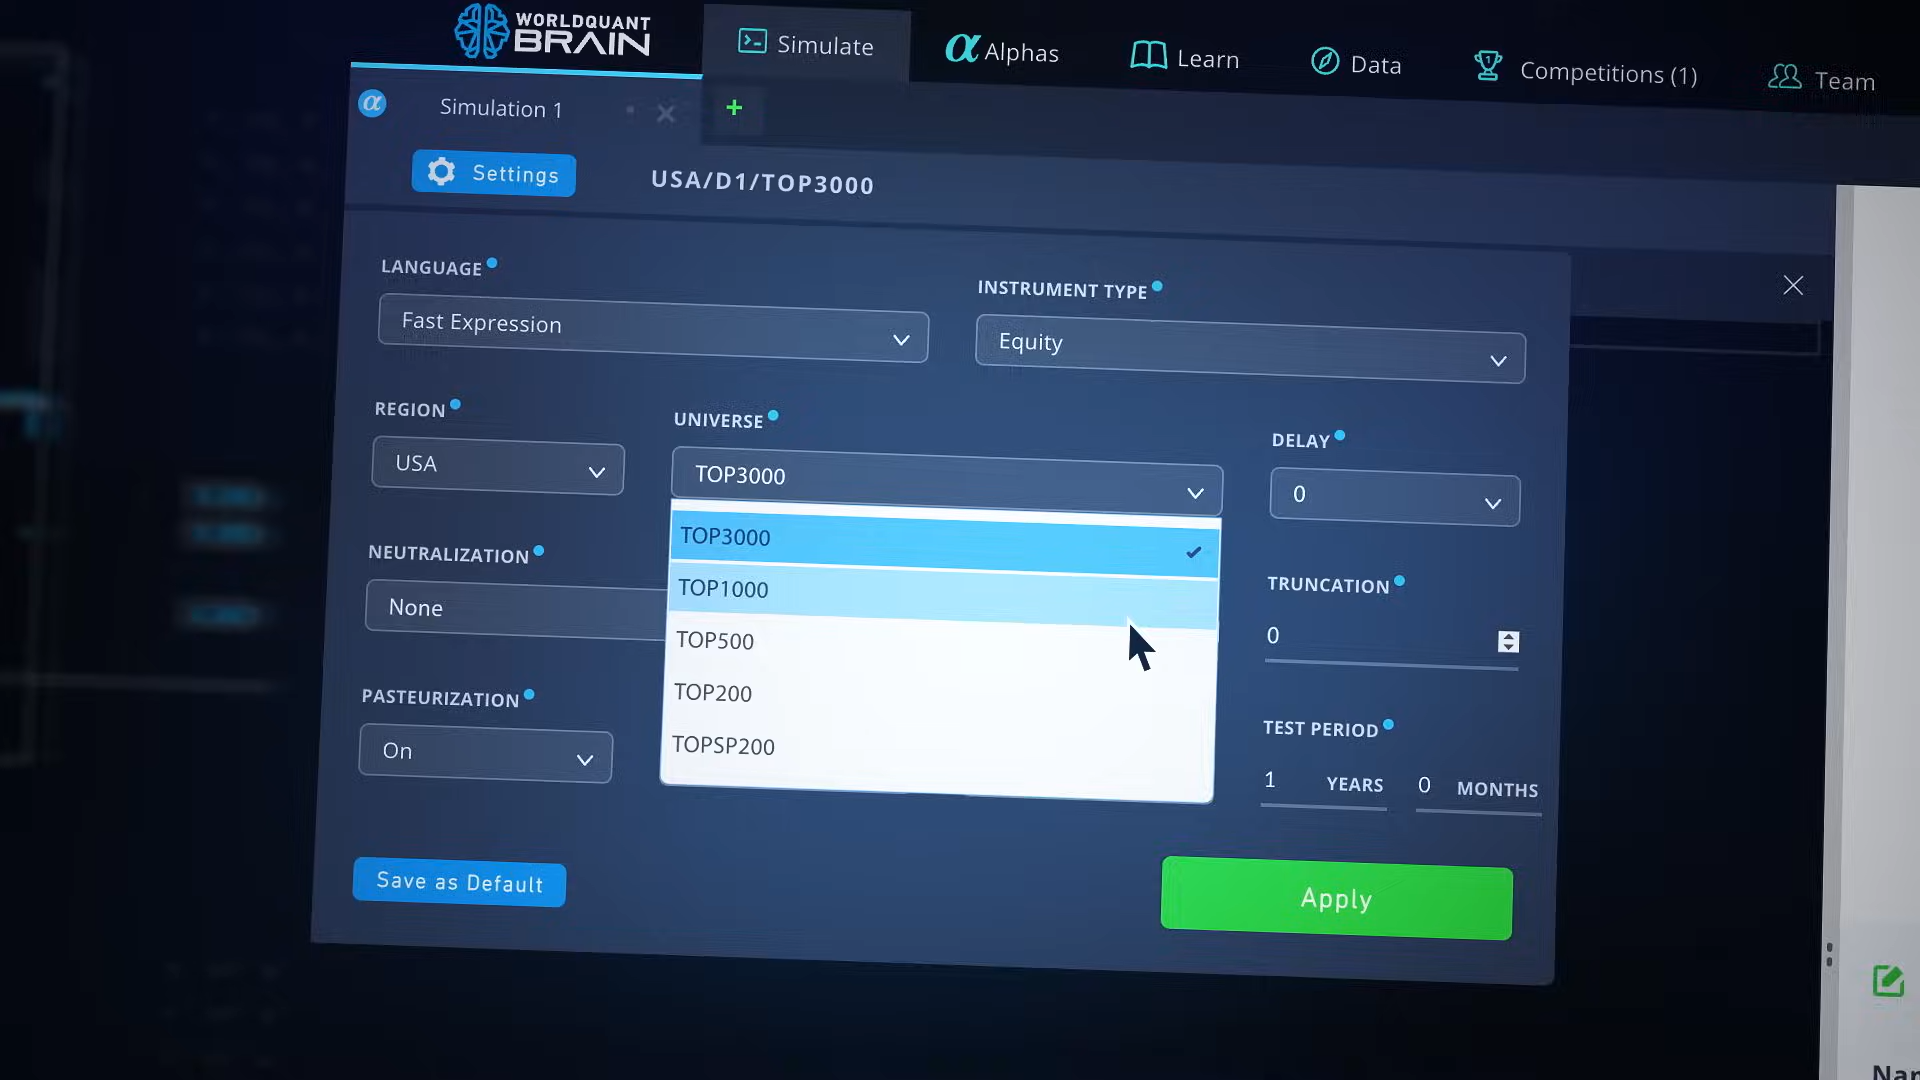 WORLDQUANT
BRAIN
Simulate
α Alphas
Learn
Data
Competitions (1)
Team
α
Simulation 1
+
Settings
USA/D1/TOP3000
LANGUAGE
Fast Expression
INSTRUMENT TYPE
Equity
REGION
USA
UNIVERSE
TOP3000
DELAY
0
TOP3000
TOP1000
TOP500
TOP200
TOPSP200
NEUTRALIZATION
None
TRUNCATION
0
PASTEURIZATION
On
TEST PERIOD
1 YEARS 0 MONTHS
Save as Default
Apply